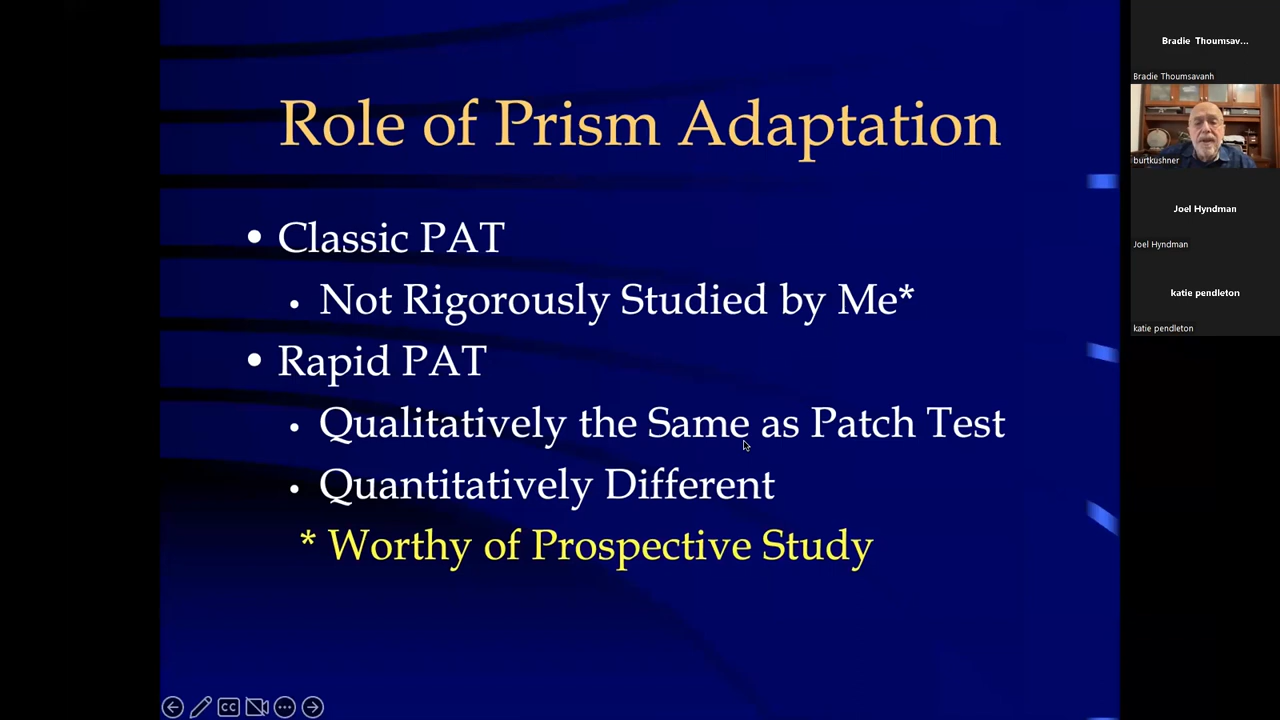 Role of Prism Adaptation
• Classic PAT
• Not Rigorously Studied by Me*
• Rapid PAT
• Qualitatively the Same as Patch Test
• Quantitatively Different
* Worthy of Prospective Study
Bradie Thoumsav...
Bradie Thoumsavanh
burtkushner
Joel Hyndman
Joel Hyndman
katie pendleton
katie pendleton
CC